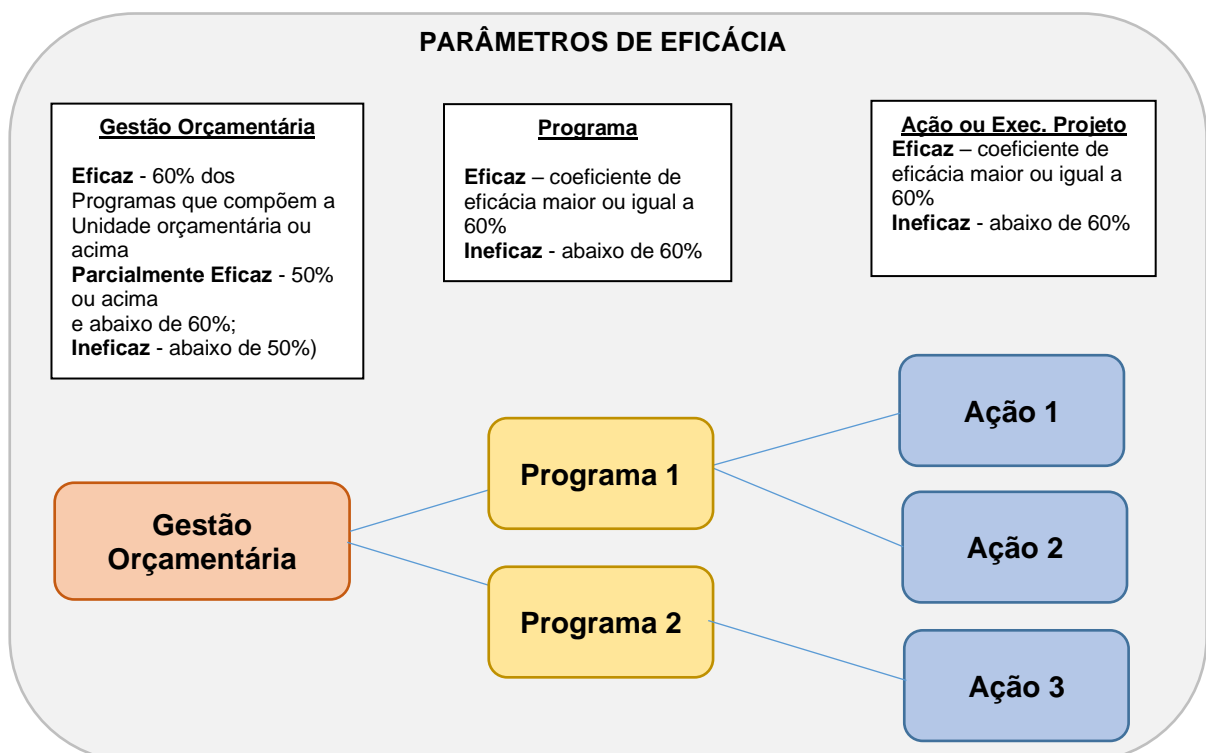 PARÂMETROS DE EFICÁCIA
Gestão Orçamentária
Eficaz - 60% dos
Programas que compõem a
Unidade orçamentária ou
acima
Parcialmente Eficaz - 50%
ou acima
e abaixo de 60%;
Ineficaz - abaixo de 50%)
Programa
Eficaz – coeficiente de
eficácia maior ou igual a
60%
Ineficaz - abaixo de 60%
Ação ou Exec. Projeto
Eficaz – coeficiente de
eficácia maior ou igual a
60%
Ineficaz - abaixo de 60%
Gestão
Orçamentária
Programa 1
Programa 2
Ação 1
Ação 2
Ação 3